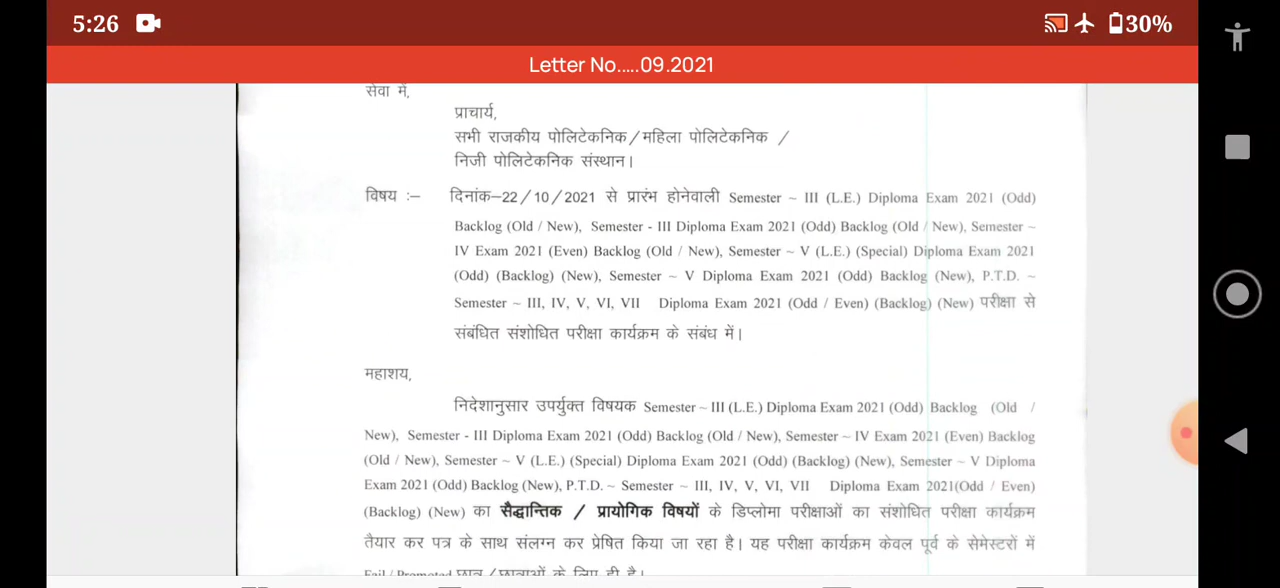 5:26
30%
Letter No.....09.2021
सेवा में,
प्राचार्य,
सभी राजकीय पोलिटेकनिक/महिला पोलिटेकनिक /
निजी पोलिटेकनिक संस्थान।
विषय :– दिनांक–22/10/2021 से प्रारंभ होनेवाली Semester ~ III (L.E.) Diploma Exam 2021 (Odd)
Backlog (Old / New), Semester - III Diploma Exam 2021 (Odd) Backlog (Old / New), Semester ~
IV Exam 2021 (Even) Backlog (Old / New), Semester ~ V (L.E.) (Special) Diploma Exam 2021
(Odd) (Backlog) (New), Semester ~ V Diploma Exam 2021 (Odd) Backlog (New), P.T.D. ~
Semester ~ III, IV, V, VI, VII Diploma Exam 2021 (Odd / Even) (Backlog) (New) परीक्षा से
संबंधित संशोधित परीक्षा कार्यक्रम के संबंध में।
महाशय,
निदेशानुसार उपर्युक्त विषयक Semester ~ III (L.E.) Diploma Exam 2021 (Odd) Backlog (Old /
New), Semester - III Diploma Exam 2021 (Odd) Backlog (Old / New), Semester ~ IV Exam 2021 (Even) Backlog
(Old / New), Semester ~ V (L.E.) (Special) Diploma Exam 2021 (Odd) (Backlog) (New), Semester ~ V Diploma
Exam 2021 (Odd) Backlog (New), P.T.D. ~ Semester ~ III, IV, V, VI, VII Diploma Exam 2021(Odd / Even)
(Backlog) (New) का सैद्धान्तिक / प्रायोगिक विषयों के डिप्लोमा परीक्षाओं का संशोधित परीक्षा कार्यक्रम
तैयार कर पत्र के साथ संलग्न कर प्रेषित किया जा रहा है। यह परीक्षा कार्यक्रम केवल पूर्व के सेमेस्टरों में
Fail / Promoted छात्र/छात्राओं के लिए ही है।